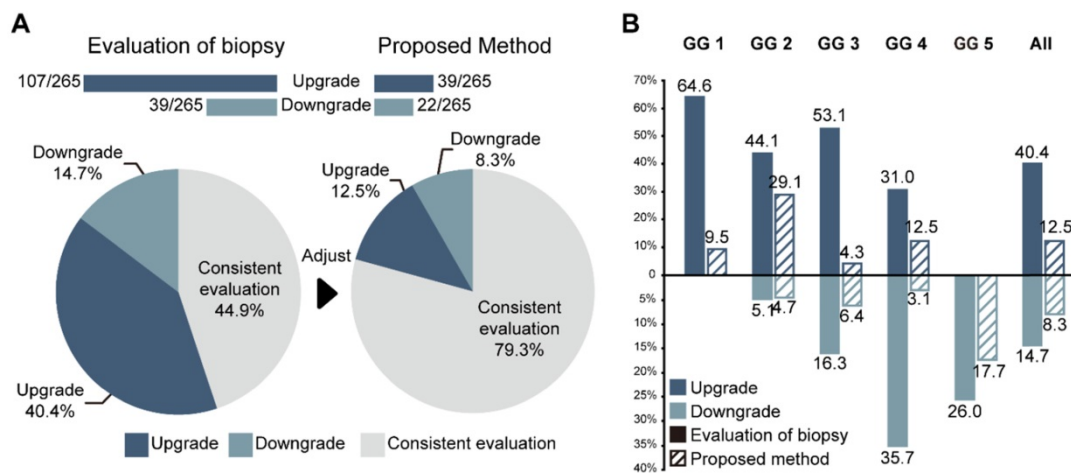 A
Evaluation of biopsy
Proposed Method
107/265
Upgrade
39/265
39/265
Downgrade
22/265
Downgrade
14.7%
Consistent
evaluation
44.9%
Upgrade
40.4%
Adjust
Downgrade
8.3%
Upgrade
12.5%
Consistent
evaluation
79.3%
Upgrade
Downgrade
Consistent evaluation
B
GG 1
GG 2
GG 3
GG 4
GG 5
All
70%
60%
50%
40%
30%
20%
10%
0
5%
10%
15%
20%
25%
30%
35%
40%
64.6
9.5
44.1
29.1
5.1
4.7
53.1
4.3
16.3
6.4
31.0
12.5
35.7
3.1
26.0
17.7
40.4
12.5
14.7
8.3
Upgrade
Downgrade
Evaluation of biopsy
Proposed method